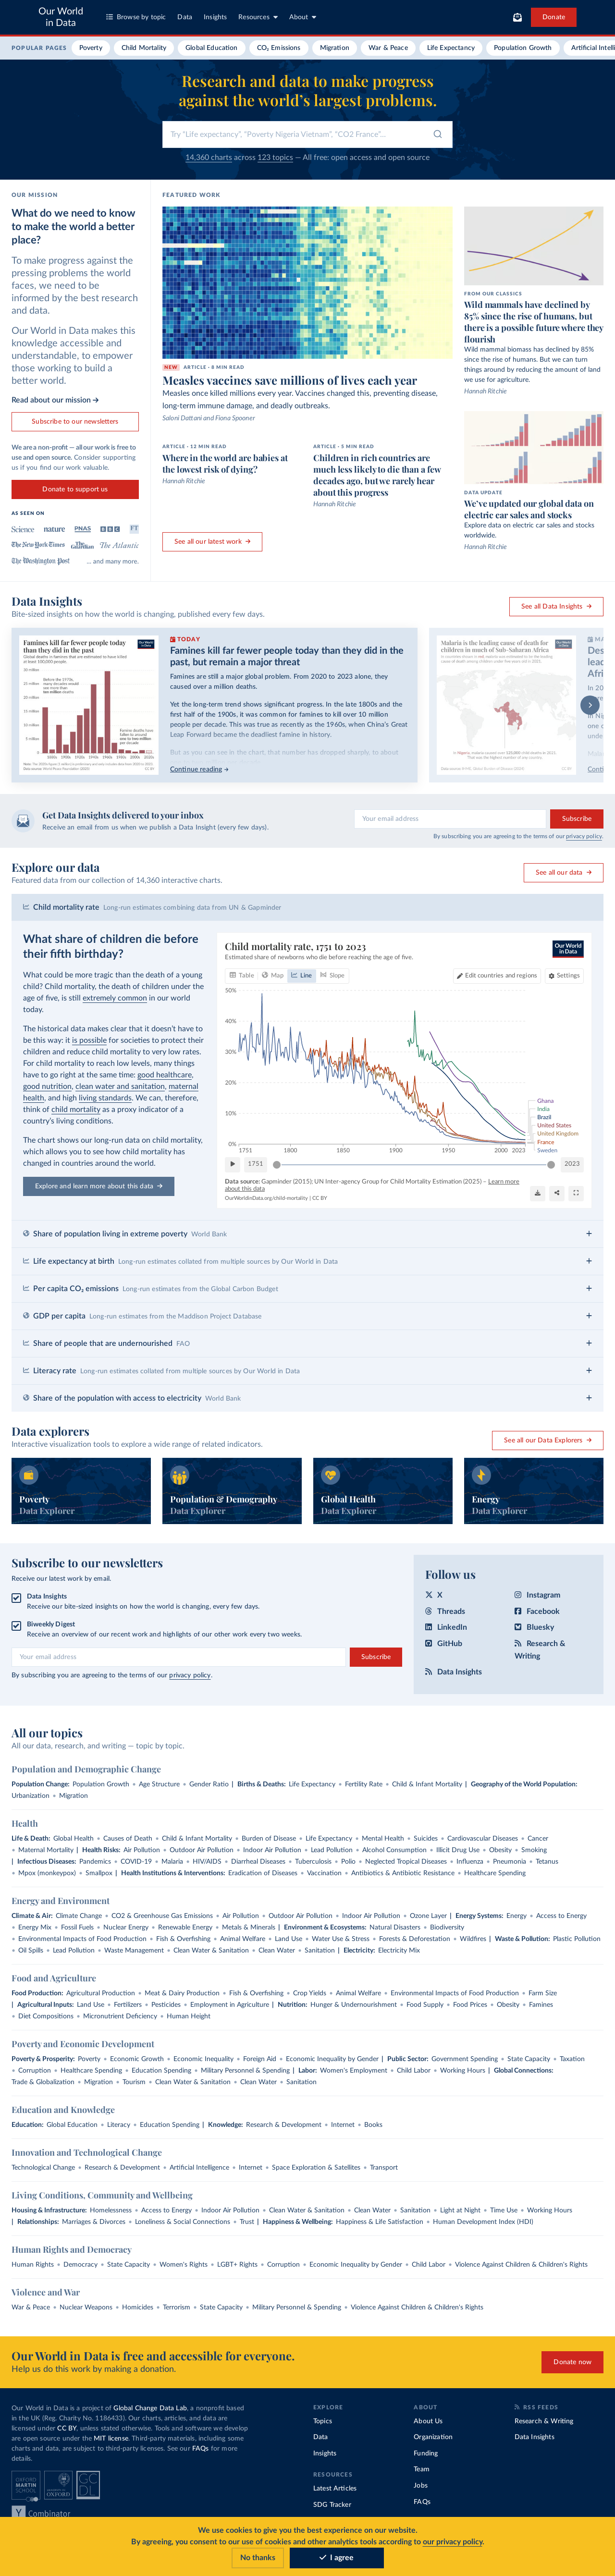 Our World
in Data
Browse by topic
Data
Insights
Resources
About
Donate
POPULAR PAGES
Poverty
Child Mortality
Global Education
CO₂ Emissions
Migration
War & Peace
Life Expectancy
Population Growth
Artificial Intelli
Research and data to make progress
against the world’s largest problems.
Try "Life expectancy", "Poverty Nigeria Vietnam", "CO2 France"...
14,360 charts across 123 topics — All free: open access and open source
OUR MISSION
What do we need to know
to make the world a better
place?
To make progress against the
pressing problems the world
faces, we need to be
informed by the best research
and data.
Our World in Data makes this
knowledge accessible and
understandable, to empower
those working to build a
better world.
Read about our mission →
Subscribe to our newsletters
We are a non-profit — all our work is free to
use and open source. Consider supporting
us if you find our work valuable.
Donate to support us
AS SEEN ON
Science
nature
PNAS
BBC
FT
The New York Times
The Guardian
The Atlantic
The Washington Post
... and many more.
FEATURED WORK
NEW ARTICLE - 8 MIN READ
Measles vaccines save millions of lives each year
Measles once killed millions every year. Vaccines changed this, preventing disease,
long-term immune damage, and deadly outbreaks.
Saloni Dattani and Fiona Spooner
ARTICLE - 12 MIN READ
Where in the world are babies at
the lowest risk of dying?
Hannah Ritchie
ARTICLE - 5 MIN READ
Children in rich countries are
much less likely to die than a few
decades ago, but we rarely hear
about this progress
Hannah Ritchie
See all our latest work →
FROM OUR CLASSICS
Wild mammals have declined by
85% since the rise of humans, but
there is a possible future where they
flourish
Wild mammal biomass has declined by 85%
since the rise of humans. But we can turn
things around by reducing the amount of land
we use for agriculture.
Hannah Ritchie
DATA UPDATE
We’ve updated our global data on
electric car sales and stocks
Explore data on electric car sales and stocks
worldwide.
Hannah Ritchie
Data Insights
Bite-sized insights on how the world is changing, published every few days.
See all Data Insights →
Famines kill far fewer people today
than they did in the past
TODAY
Famines kill far fewer people today than they did in the
past, but remain a major threat
Famines are still a major global problem. From 2020 to 2023 alone, they
caused over a million deaths.
Yet the long-term trend shows significant progress. In the late 1800s and the
first half of the 1900s, it was common for famines to kill over 10 million
people per decade. This was true as recently as the 1960s, when China’s Great
Leap Forward became the deadliest famine in history.
But as you can see in the chart, that number has dropped sharply, to about
Continue reading →
Malaria is the leading cause of death for
children in much of Sub-Saharan Africa
Get Data Insights delivered to your inbox
Receive an email from us when we publish a Data Insight (every few days).
Your email address
Subscribe
By subscribing you are agreeing to the terms of our privacy policy.
Explore our data
Featured data from our collection of 14,360 interactive charts.
See all our data →
Child mortality rate Long-run estimates combining data from UN & Gapminder
What share of children die before
their fifth birthday?
What could be more tragic than the death of a young
child? Child mortality, the death of children under the
age of five, is still extremely common in our world
today.
The historical data makes clear that it doesn’t have to
be this way: it is possible for societies to protect their
children and reduce child mortality to very low rates.
For child mortality to reach low levels, many things
have to go right at the same time: good healthcare,
good nutrition, clean water and sanitation, maternal
health, and high living standards. We can, therefore,
think of child mortality as a proxy indicator of a
country’s living conditions.
The chart shows our long-run data on child mortality,
which allows you to see how child mortality has
changed in countries around the world.
Explore and learn more about this data →
Child mortality rate, 1751 to 2023
Estimated share of newborns who die before reaching the age of five.
Our World
in Data
Table
Map
Line
Slope
Edit countries and regions
Settings
50%
40%
30%
20%
10%
0%
1751
1800
1850
1900
1950
2000
2023
Ghana
India
Brazil
United States
United Kingdom
France
Sweden
1751
2023
Data source: Gapminder (2015); UN Inter-agency Group for Child Mortality Estimation (2025) – Learn more
about this data
OurWorldinData.org/child-mortality | CC BY
Share of population living in extreme poverty World Bank
Life expectancy at birth Long-run estimates collated from multiple sources by Our World in Data
Per capita CO₂ emissions Long-run estimates from the Global Carbon Budget
GDP per capita Long-run estimates from the Maddison Project Database
Share of people that are undernourished FAO
Literacy rate Long-run estimates collated from multiple sources by Our World in Data
Share of the population with access to electricity World Bank
Data explorers
Interactive visualization tools to explore a wide range of related indicators.
See all our Data Explorers →
Poverty
Data Explorer
Population & Demography
Data Explorer
Global Health
Data Explorer
Energy
Data Explorer
Subscribe to our newsletters
Receive our latest work by email.
Data Insights
Receive our bite-sized insights on how the world is changing, every few days.
Biweekly Digest
Receive an overview of our recent work and highlights of our other work every two weeks.
Your email address
Subscribe
By subscribing you are agreeing to the terms of our privacy policy.
Follow us
X
Instagram
Threads
Facebook
LinkedIn
Bluesky
GitHub
Research &
Writing
Data Insights
All our topics
All our data, research, and writing — topic by topic.
Population and Demographic Change
Population Change: Population Growth • Age Structure • Gender Ratio | Births & Deaths: Life Expectancy • Fertility Rate • Child & Infant Mortality | Geography of the World Population:
Urbanization • Migration
Health
Life & Death: Global Health • Causes of Death • Child & Infant Mortality • Burden of Disease • Life Expectancy • Mental Health • Suicides • Cardiovascular Diseases • Cancer
• Maternal Mortality | Health Risks: Air Pollution • Outdoor Air Pollution • Indoor Air Pollution • Lead Pollution • Alcohol Consumption • Illicit Drug Use • Obesity • Smoking
| Infectious Diseases: Pandemics • COVID-19 • Malaria • HIV/AIDS • Diarrheal Diseases • Tuberculosis • Polio • Neglected Tropical Diseases • Influenza • Pneumonia • Tetanus
• Mpox (monkeypox) • Smallpox | Health Institutions & Interventions: Eradication of Diseases • Vaccination • Antibiotics & Antibiotic Resistance • Healthcare Spending
Energy and Environment
Climate & Air: Climate Change • CO2 & Greenhouse Gas Emissions • Air Pollution • Outdoor Air Pollution • Indoor Air Pollution • Ozone Layer | Energy Systems: Energy • Access to Energy
• Energy Mix • Fossil Fuels • Nuclear Energy • Renewable Energy • Metals & Minerals | Environment & Ecosystems: Natural Disasters • Biodiversity
• Environmental Impacts of Food Production • Fish & Overfishing • Animal Welfare • Land Use • Water Use & Stress • Forests & Deforestation • Wildfires | Waste & Pollution: Plastic Pollution
• Oil Spills • Lead Pollution • Waste Management • Clean Water & Sanitation • Clean Water • Sanitation | Electricity: Electricity Mix
Food and Agriculture
Food Production: Agricultural Production • Meat & Dairy Production • Fish & Overfishing • Crop Yields • Animal Welfare • Environmental Impacts of Food Production • Farm Size
| Agricultural Inputs: Land Use • Fertilizers • Pesticides • Employment in Agriculture | Nutrition: Hunger & Undernourishment • Food Supply • Food Prices • Obesity • Famines
• Diet Compositions • Micronutrient Deficiency • Human Height
Poverty and Economic Development
Poverty & Prosperity: Poverty • Economic Growth • Economic Inequality • Foreign Aid • Economic Inequality by Gender | Public Sector: Government Spending • State Capacity • Taxation
• Corruption • Healthcare Spending • Education Spending • Military Personnel & Spending | Labor: Women's Employment • Child Labor • Working Hours | Global Connections:
Trade & Globalization • Migration • Tourism • Clean Water & Sanitation • Clean Water • Sanitation
Education and Knowledge
Education: Global Education • Literacy • Education Spending | Knowledge: Research & Development • Internet • Books
Innovation and Technological Change
Technological Change • Research & Development • Artificial Intelligence • Internet • Space Exploration & Satellites • Transport
Living Conditions, Community and Wellbeing
Housing & Infrastructure: Homelessness • Access to Energy • Indoor Air Pollution • Clean Water & Sanitation • Clean Water • Sanitation • Light at Night • Time Use • Working Hours
| Relationships: Marriages & Divorces • Loneliness & Social Connections • Trust | Happiness & Wellbeing: Happiness & Life Satisfaction • Human Development Index (HDI)
Human Rights and Democracy
Human Rights • Democracy • State Capacity • Women's Rights • LGBT+ Rights • Corruption • Economic Inequality by Gender • Child Labor • Violence Against Children & Children's Rights
Violence and War
War & Peace • Nuclear Weapons • Homicides • Terrorism • State Capacity • Military Personnel & Spending • Violence Against Children & Children's Rights
Our World in Data is free and accessible for everyone.
Help us do this work by making a donation.
Donate now
Our World in Data is a project of Global Change Data Lab, a nonprofit based
in the UK (Reg. Charity No. 1186433). Our charts, articles, and data are
licensed under CC BY, unless stated otherwise. Tools and software we develop
are open source under the MIT license. Third-party materials, including some
charts and data, are subject to third-party licenses. See our FAQs for more
details.
OXFORD
MARTIN
SCHOOL
UNIVERSITY OF
OXFORD
GC
DL
Y Combinator
EXPLORE
Topics
Data
Insights
RESOURCES
Latest Articles
SDG Tracker
ABOUT
About Us
Organization
Funding
Team
Jobs
FAQs
RSS FEEDS
Research & Writing
Data Insights
We use cookies to give you the best experience on our website.
By agreeing, you consent to our use of cookies and other analytics tools according to our privacy policy.
No thanks
I agree